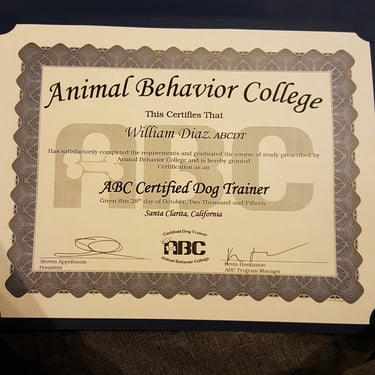 Animal Behavior College
This Certifies That
William Diaz, ABCDT
Has satisfactorily completed the requirements and graduated the course of study prescribed by
Animal Behavior College and is hereby granted
Certification as an
ABC Certified Dog Trainer
Given this 28th day of October, Two Thousand and Fifteen.
Santa Clarita, California
Certified Dog Trainer
ABC
Animal Behavior College
Steven Appelbaum
President
Kevin Hoskinson
ABC Program Manager
ABC